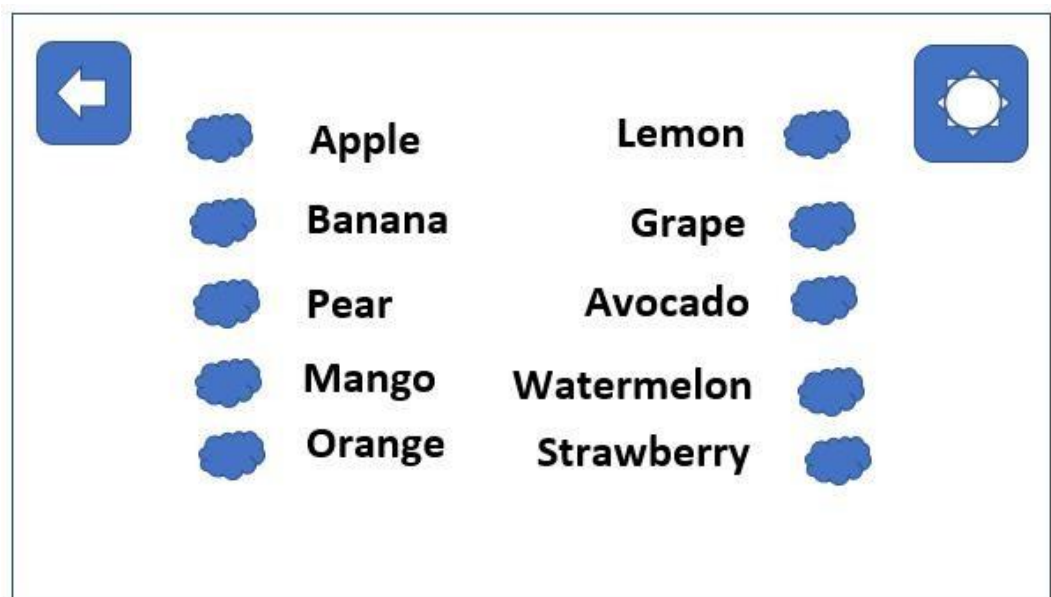 Apple
Banana
Pear
Mango
Orange
Lemon
Grape
Avocado
Watermelon
Strawberry